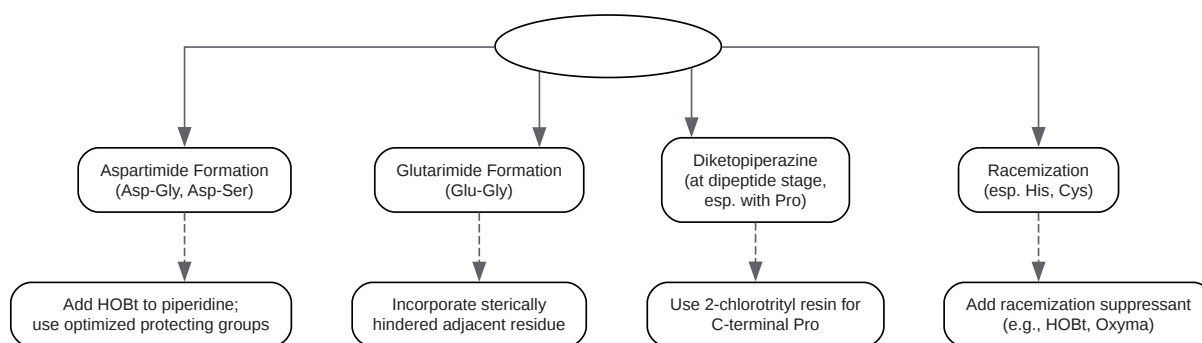 Aspartimide Formation
(Asp-Gly, Asp-Ser)
Glutarimide Formation
(Glu-Gly)
Diketopiperazine
(at dipeptide stage,
esp. with Pro)
Racemization
(esp. His, Cys)
Add HOBt to piperidine;
use optimized protecting groups
Incorporate sterically
hindered adjacent residue
Use 2-chlorotrityl resin for
C-terminal Pro
Add racemization suppressant
(e.g., HOBt, Oxyma)